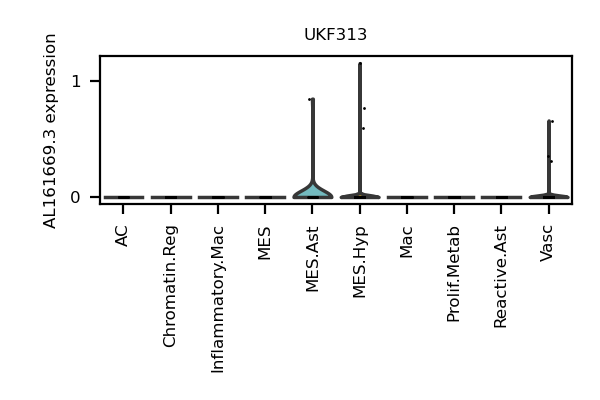 UKF313
AL161669.3 expression
1
0
AC
Chromatin.Reg
Inflammatory.Mac
MES
MES.Ast
MES.Hyp
Mac
Prolif.Metab
Reactive.Ast
Vasc